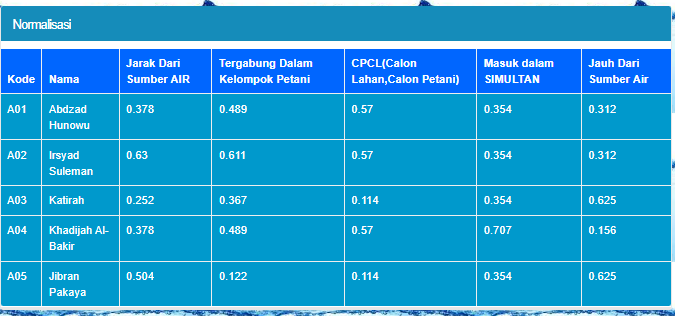 Normalisasi
Kode Nama Jarak Dari Sumber AIR Tergabung Dalam Kelompok Petani CPCL(Calon Lahan,Calon Petani) Masuk dalam SIMULTAN Jauh Dari Sumber Air
A01 Abdzad Hunowu 0.378 0.489 0.57 0.354 0.312
A02 Irsyad Suleman 0.63 0.611 0.57 0.354 0.312
A03 Katirah 0.252 0.367 0.114 0.354 0.625
A04 Khadijah Al-Bakir 0.378 0.489 0.57 0.707 0.156
A05 Jibran Pakaya 0.504 0.122 0.114 0.354 0.625